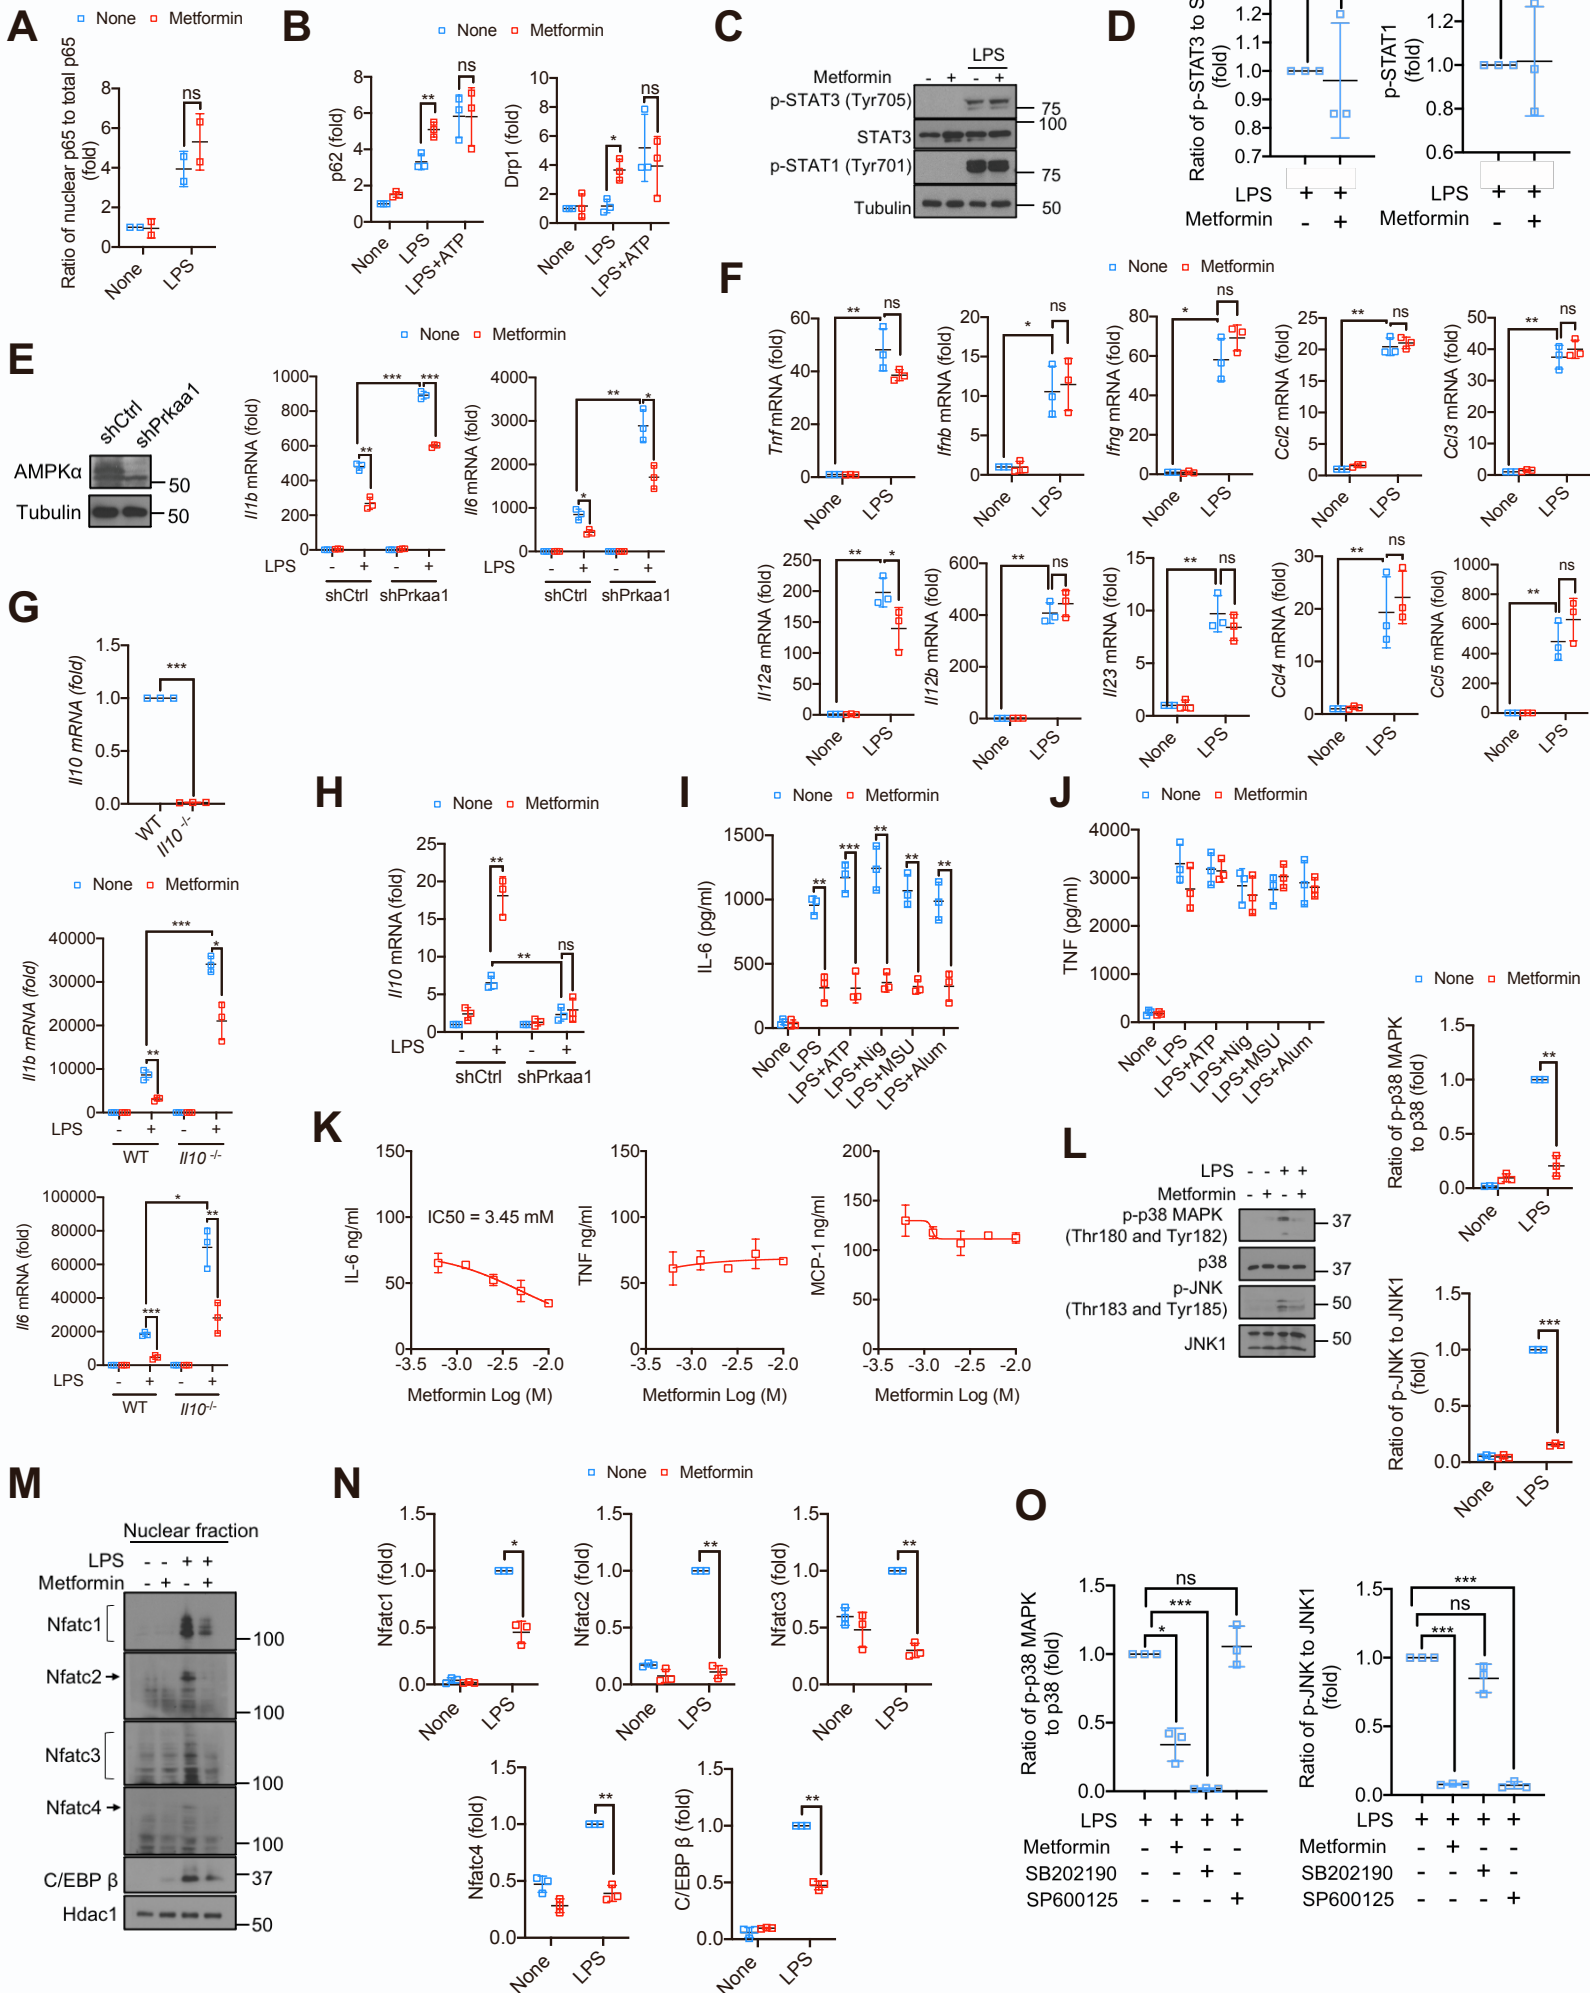 A
None Metformin
Ratio of nuclear p65 to total p65
(fold)
8
6
4
2
0
ns
None
LPS
B
None Metformin
p62 (fold)
8
6
4
2
0
**
ns
None
LPS
LPS+ATP
Drp1 (fold)
10
8
6
4
2
0
*
ns
None
LPS
LPS+ATP
C
LPS
Metformin - + - +
p-STAT3 (Tyr705)
75
100
STAT3
p-STAT1 (Tyr701)
75
Tubulin
50
D
Ratio of p-STAT3 to S
(fold)
1.2
1.1
1.0
0.9
0.8
0.7
LPS + +
Metformin - +
p-STAT1
(fold)
1.2
1.0
0.8
0.6
LPS + +
Metformin - +
E
shCtrl
shPrkaa1
AMPKα
50
Tubulin
50
None Metformin
Il1b mRNA (fold)
1000
800
600
400
200
0
*** ***
**
LPS - + - +
shCtrl shPrkaa1
Il6 mRNA (fold)
4000
3000
2000
1000
0
** *
*
LPS - + - +
shCtrl shPrkaa1
F
None Metformin
Tnf mRNA (fold)
60
40
20
0
** ns
None
LPS
Ifnb mRNA (fold)
20
15
10
5
0
* ns
None
LPS
Ifng mRNA (fold)
80
60
40
20
0
* ns
None
LPS
Ccl2 mRNA (fold)
25
20
15
10
5
0
** ns
None
LPS
Ccl3 mRNA (fold)
50
40
30
20
10
0
** ns
None
LPS
Il12a mRNA (fold)
250
200
150
100
50
0
** *
None
LPS
Il12b mRNA (fold)
600
400
200
0
** ns
None
LPS
Il23 mRNA (fold)
15
10
5
0
** ns
None
LPS
Ccl4 mRNA (fold)
30
20
10
0
** ns
None
LPS
Ccl5 mRNA (fold)
1000
800
600
400
200
0
** ns
None
LPS
G
Il10 mRNA (fold)
1.5
1.0
0.5
0.0
***
WT
Il10 -/-
None Metformin
Il1b mRNA (fold)
40000
30000
20000
10000
0
***
*
**
LPS - + - +
WT Il10 -/-
Il6 mRNA (fold)
100000
80000
60000
40000
20000
0
*
**
***
LPS - + - +
WT Il10-/-
H
None Metformin
Il10 mRNA (fold)
25
20
15
10
5
0
**
**
ns
LPS - + - +
shCtrl shPrkaa1
I
None Metformin
IL-6 (pg/ml)
1500
1000
500
0
** *** ** ** **
None
LPS
LPS+ATP
LPS+Nig
LPS+MSU
LPS+Alum
J
None Metformin
TNF (pg/ml)
4000
3000
2000
1000
0
None
LPS
LPS+ATP
LPS+Nig
LPS+MSU
LPS+Alum
K
IL-6 ng/ml
150
100
50
0
IC50 = 3.45 mM
-3.5 -3.0 -2.5 -2.0
Metformin Log (M)
TNF ng/ml
150
100
50
0
-3.5 -3.0 -2.5 -2.0
Metformin Log (M)
MCP-1 ng/ml
200
150
100
50
0
-3.5 -3.0 -2.5 -2.0
Metformin Log (M)
L
LPS - - + +
Metformin - + - +
p-p38 MAPK
(Thr180 and Tyr182)
37
p38
37
p-JNK
(Thr183 and Tyr185)
50
JNK1
50
None Metformin
Ratio of p-p38 MAPK
to p38 (fold)
1.5
1.0
0.5
0.0
**
None
LPS
Ratio of p-JNK to JNK1
(fold)
1.5
1.0
0.5
0.0
***
None
LPS
M
Nuclear fraction
LPS - - + +
Metformin - + - +
Nfatc1
100
Nfatc2
100
Nfatc3
100
Nfatc4
100
C/EBP β
37
Hdac1
50
N
None Metformin
Nfatc1 (fold)
1.5
1.0
0.5
0.0
*
None
LPS
Nfatc2 (fold)
1.5
1.0
0.5
0.0
**
None
LPS
Nfatc3 (fold)
1.5
1.0
0.5
0.0
**
None
LPS
Nfatc4 (fold)
1.5
1.0
0.5
0.0
**
None
LPS
C/EBP β (fold)
1.5
1.0
0.5
0.0
**
None
LPS
O
Ratio of p-p38 MAPK
to p38 (fold)
1.5
1.0
0.5
0.0
ns
***
*
LPS + + + +
Metformin - + - -
SB202190 - - + -
SP600125 - - - +
Ratio of p-JNK to JNK1
(fold)
1.5
1.0
0.5
0.0
***
ns
***
LPS + + + +
Metformin - + - -
SB202190 - - + -
SP600125 - - - +